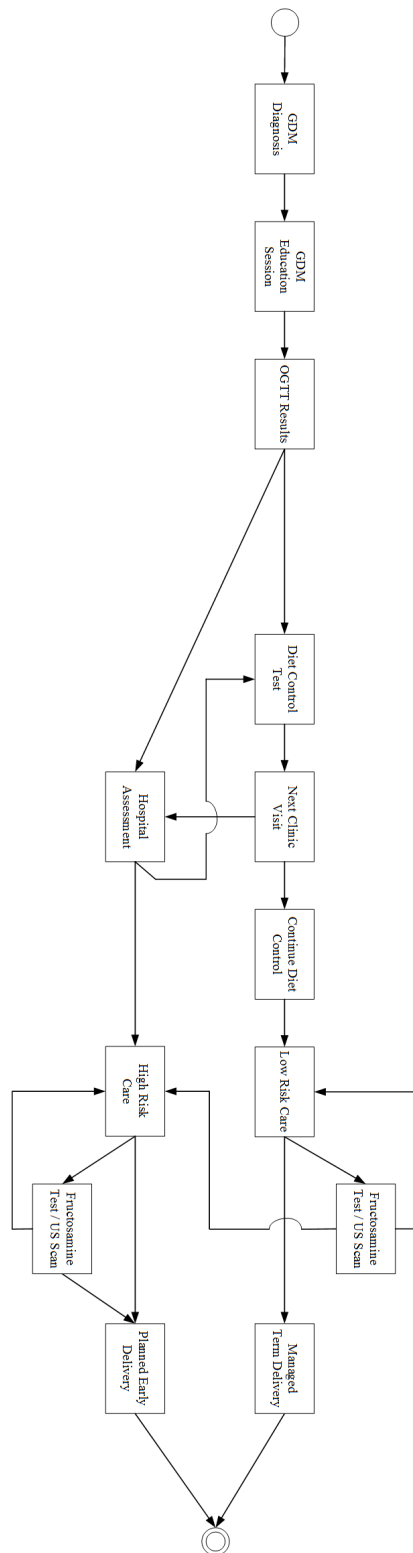 GDM
Diagnosis
GDM
Education
Session
OGTT Results
Diet Control
Test
Next Clinic
Visit
Hospital
Assessment
Continue Diet
Control
Low Risk Care
High Risk
Care
Fructosamine
Test / US Scan
Fructosamine
Test / US Scan
Managed
Term Delivery
Planned Early
Delivery